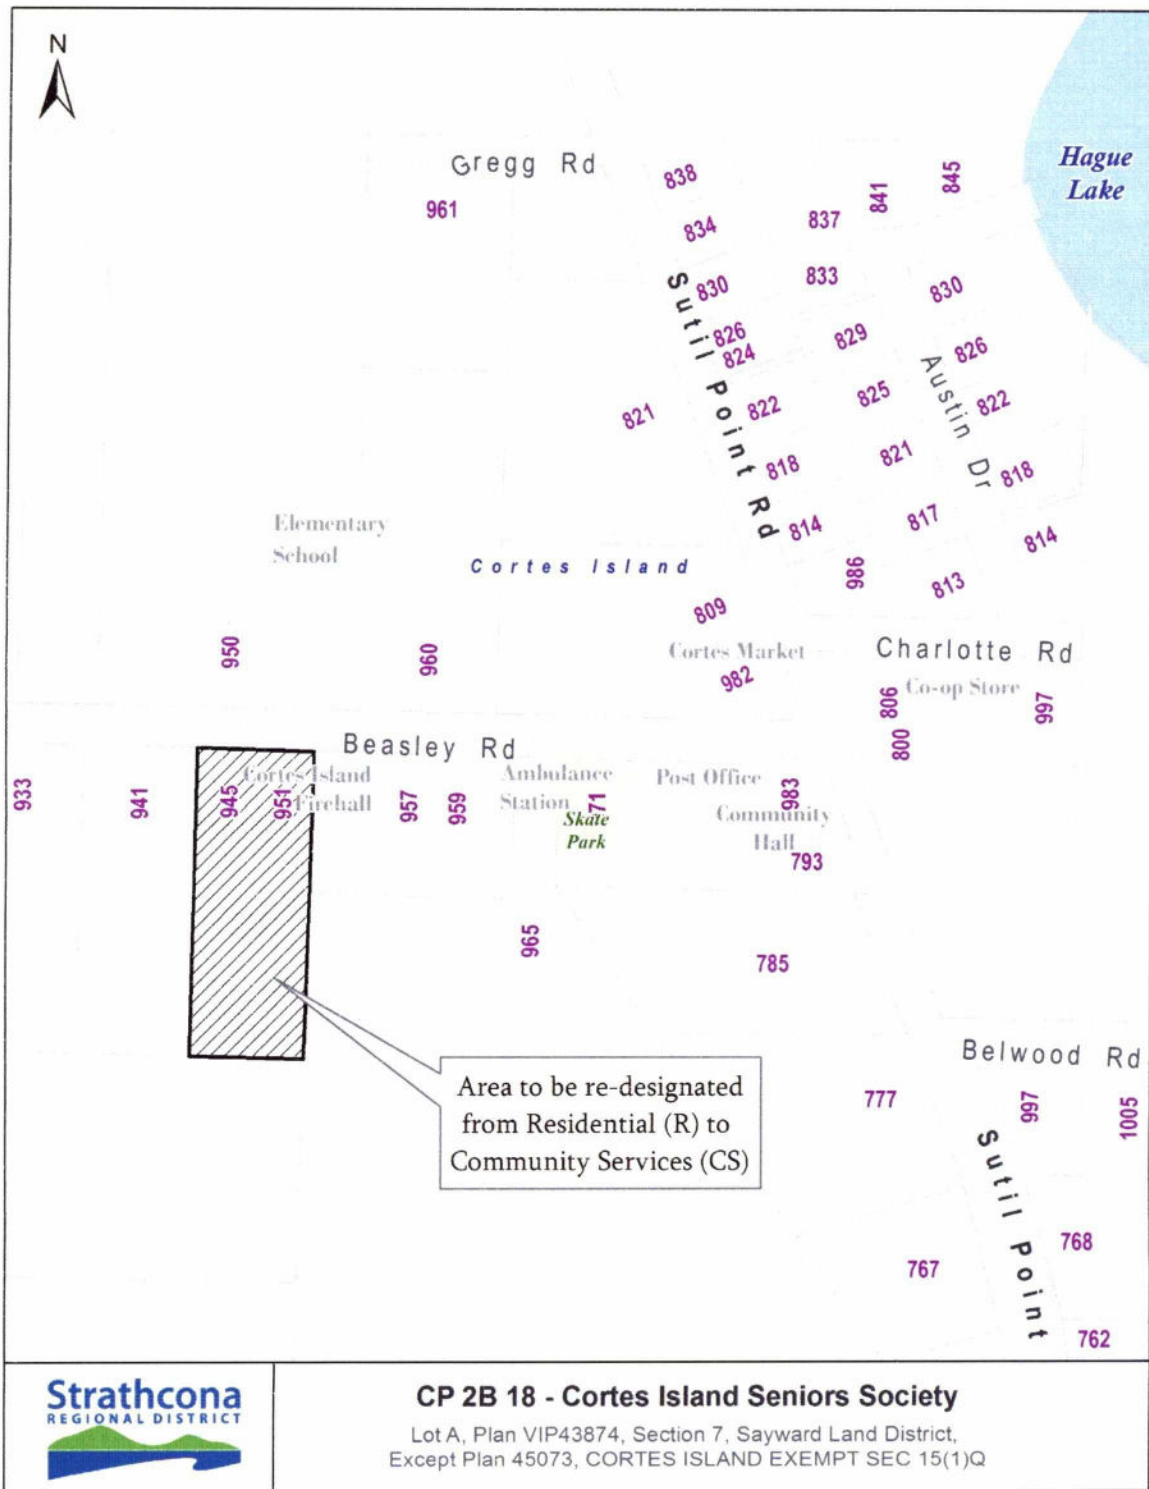 N
Gregg Rd
Hague
Lake
838
841
845
961
834
837
Sutil Point Rd
830
833
830
826
824
829
826
Austin Dr
821
822
825
822
818
821
818
814
817
814
Elementary
School
Cortes Island
986
813
809
950
960
Cortes Market
982
Charlotte Rd
Co-op Store
806
997
800
Beasley Rd
933
941
945
951
Cortes Island
Firehall
957
959
Ambulance
Station
71
Skate
Park
Post Office
983
Community
Hall
793
965
785
Area to be re-designated
from Residential (R) to
Community Services (CS)
Belwood Rd
777
997
1005
Sutil Point
768
767
762
Strathcona
REGIONAL DISTRICT
CP 2B 18 - Cortes Island Seniors Society
Lot A, Plan VIP43874, Section 7, Sayward Land District,
Except Plan 45073, CORTES ISLAND EXEMPT SEC 15(1)Q